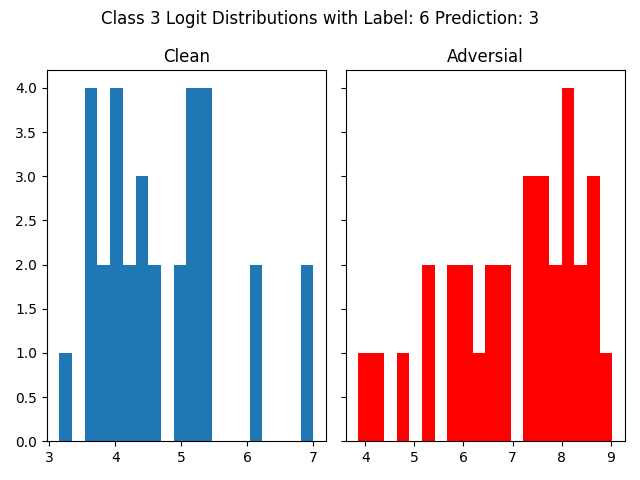 Class 3 Logit Distributions with Label: 6 Prediction: 3
Clean
Adversial
4.0
3.5
3.0
2.5
2.0
1.5
1.0
0.5
0.0
3 4 5 6 7
4 5 6 7 8 9